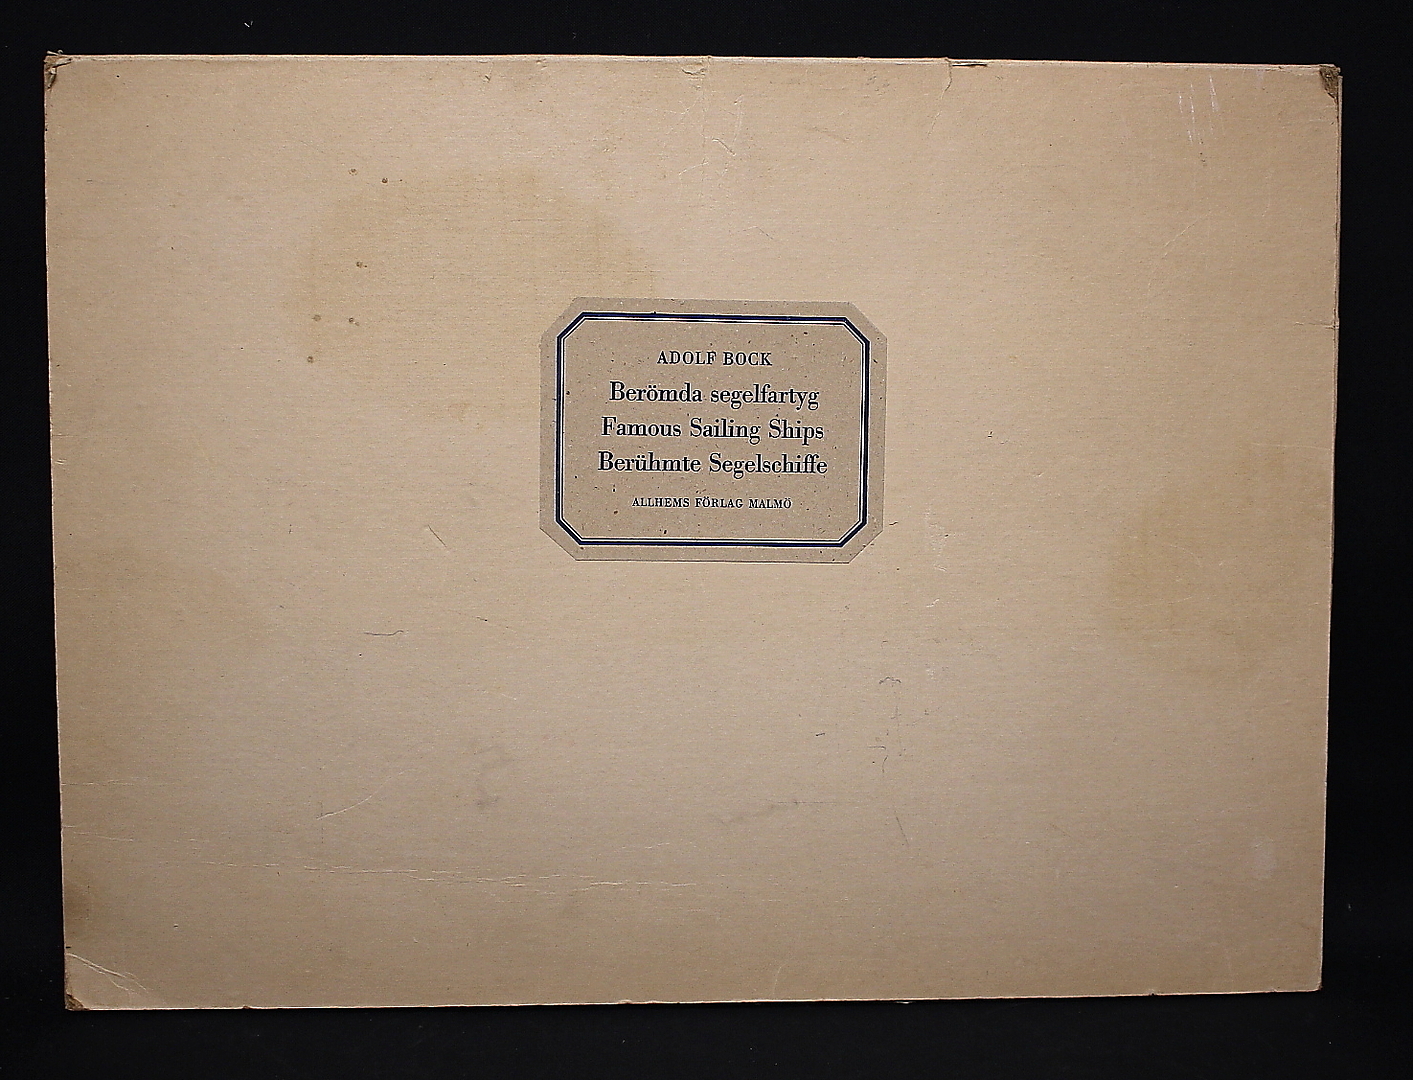 ADOLF BOCK
Berömda segelfartyg
Famous Sailing Ships
Berühmte Segelschiffe
ALLHEMS FÖRLAG MALMÖ